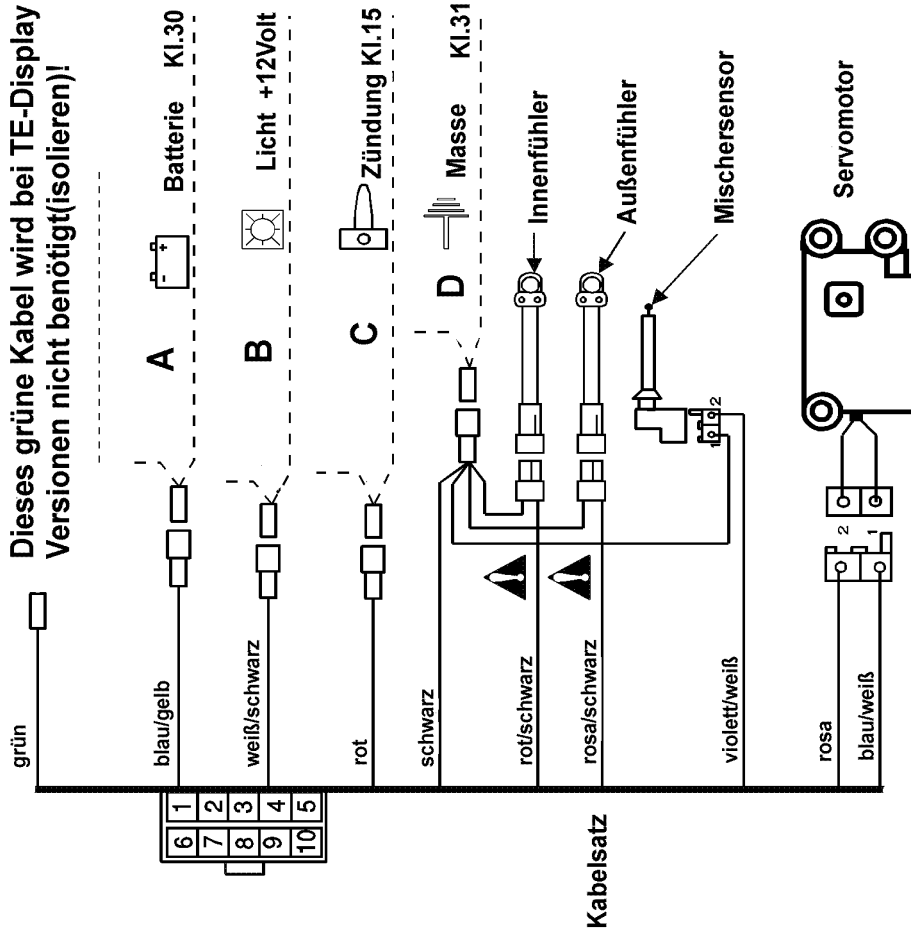 Dieses grüne Kabel wird bei TE-Display
Versionen nicht benötigt(isolieren)!
grün
blau/gelb
A
Batterie Kl.30
weiß/schwarz
B
Licht +12Volt
rot
C
Zündung Kl.15
schwarz
D
Masse Kl.31
rot/schwarz
Innenfühler
rosa/schwarz
Außenfühler
violett/weiß
1 2
Mischersensor
rosa
2
blau/weiß
1
Servomotor
1 2 3 4 5
6 7 8 9 10
Kabelsatz